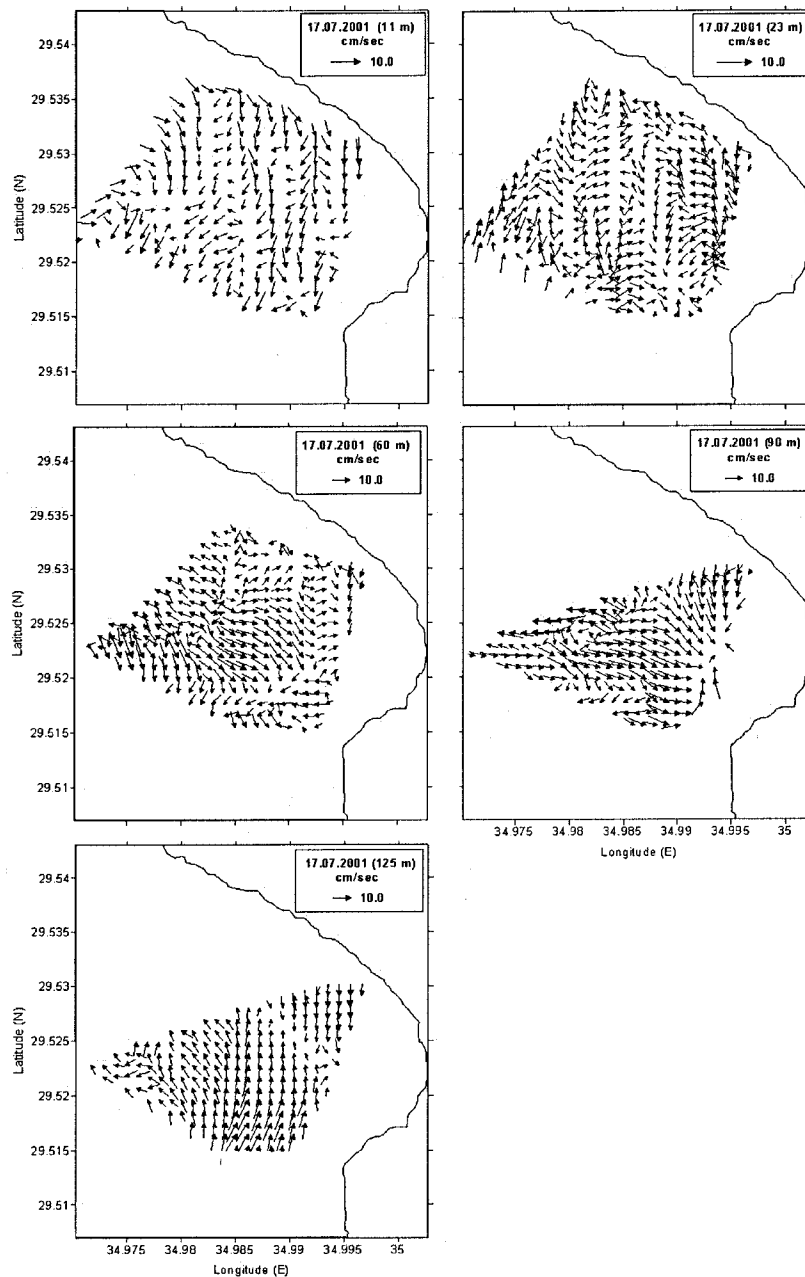 17.07.2001 (11 m)
cm/sec
10.0
17.07.2001 (23 m)
cm/sec
10.0
29.54
29.535
29.53
29.525
29.52
29.515
29.51
Latitude (N)
17.07.2001 (60 m)
cm/sec
10.0
17.07.2001 (90 m)
cm/sec
10.0
29.54
29.535
29.53
29.525
29.52
29.515
29.51
Latitude (N)
34.975 34.98 34.985 34.99 34.995 35
Longitude (E)
17.07.2001 (125 m)
cm/sec
10.0
29.54
29.535
29.53
29.525
29.52
29.515
29.51
Latitude (N)
34.975 34.98 34.985 34.99 34.995 35
Longitude (E)